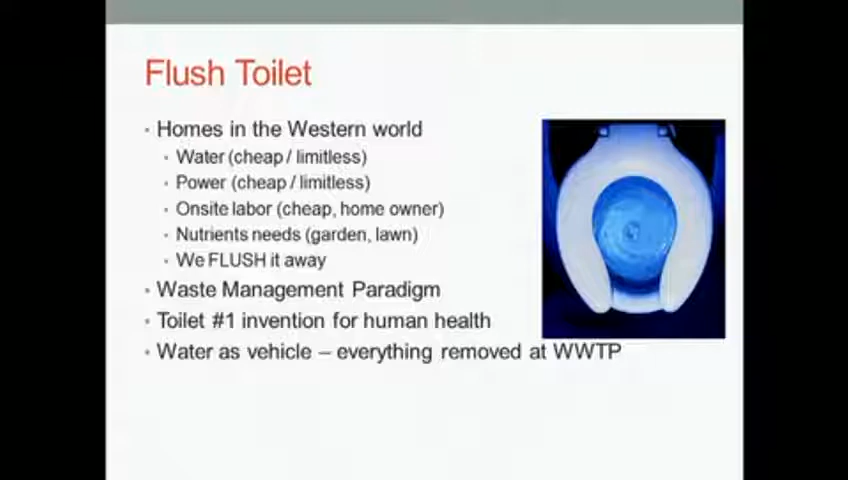 Flush Toilet
• Homes in the Western world
• Water (cheap / limitless)
• Power (cheap / limitless)
• Onsite labor (cheap, home owner)
• Nutrients needs (garden, lawn)
• We FLUSH it away
• Waste Management Paradigm
• Toilet #1 invention for human health
• Water as vehicle – everything removed at WWTP